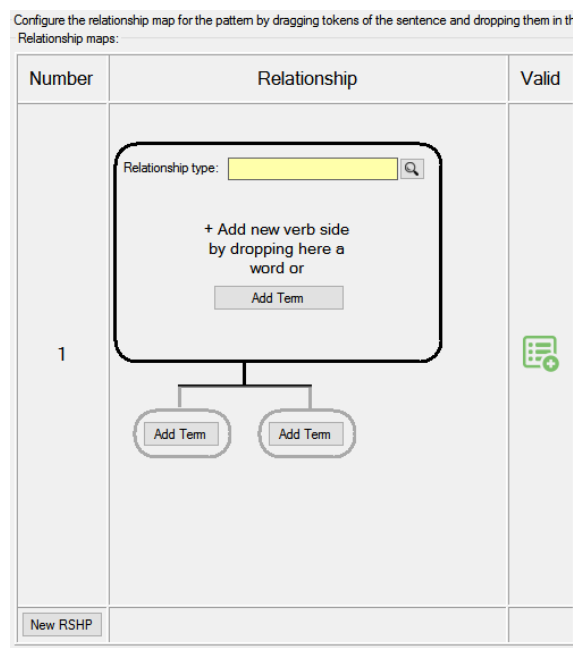 Configure the relationship map for the pattern by dragging tokens of the sentence and dropping them in th
Relationship maps:
Number Relationship Valid
Relationship type:
+ Add new verb side
by dropping here a
word or
Add Term
1
Add Term Add Term
New RSHP